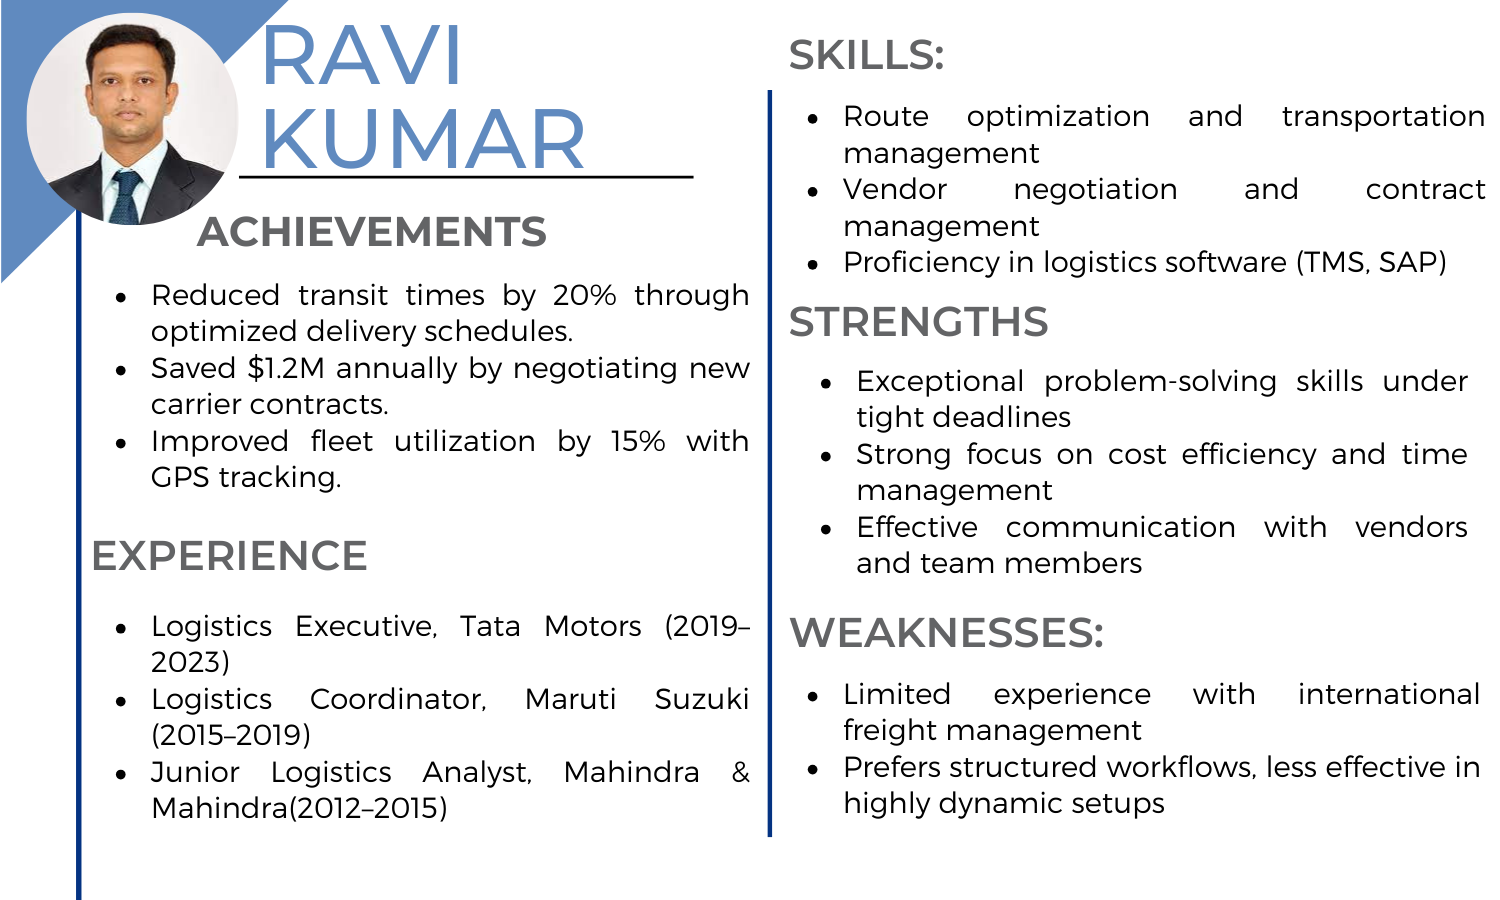 RAVI
KUMAR
ACHIEVEMENTS
• Reduced transit times by 20% through
optimized delivery schedules.
• Saved $1.2M annually by negotiating new
carrier contracts.
• Improved fleet utilization by 15% with
GPS tracking.
EXPERIENCE
• Logistics Executive, Tata Motors (2019–
2023)
• Logistics Coordinator, Maruti Suzuki
(2015–2019)
• Junior Logistics Analyst, Mahindra &
Mahindra(2012–2015)
SKILLS:
• Route optimization and transportation
management
• Vendor negotiation and contract
management
• Proficiency in logistics software (TMS, SAP)
STRENGTHS
• Exceptional problem-solving skills under
tight deadlines
• Strong focus on cost efficiency and time
management
• Effective communication with vendors
and team members
WEAKNESSES:
• Limited experience with international
freight management
• Prefers structured workflows, less effective in
highly dynamic setups